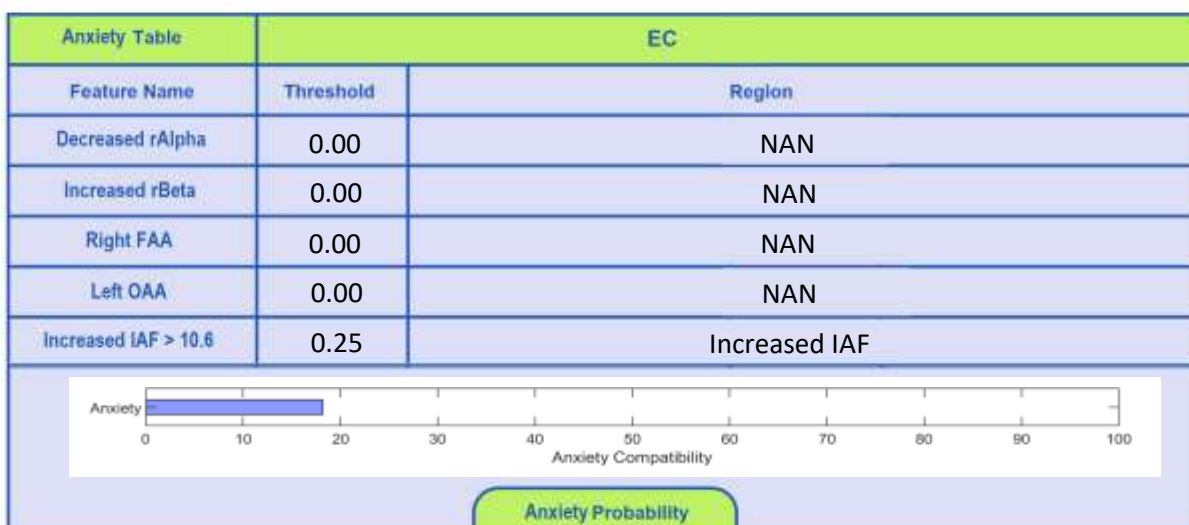 Anxiety Table EC
Feature Name Threshold Region
Decreased rAlpha 0.00 NAN
Increased rBeta 0.00 NAN
Right FAA 0.00 NAN
Left OAA 0.00 NAN
Increased IAF > 10.6 0.25 Increased IAF
Anxiety
0 10 20 30 40 50 60 70 80 90 100
Anxiety Compatibility
Anxiety Probability